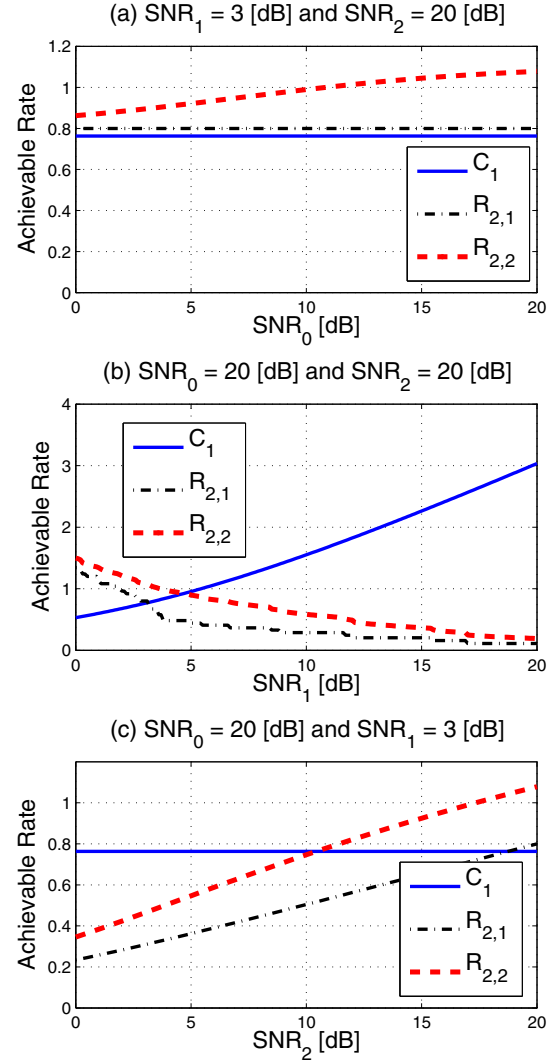 (a) SNR₁ = 3 [dB] and SNR₂ = 20 [dB]
1.2
1
0.8
0.6
0.4
0.2
0
Achievable Rate
C₁
R₂,₁
R₂,₂
0 5 10 15 20
SNR₀ [dB]
(b) SNR₀ = 20 [dB] and SNR₂ = 20 [dB]
4
3
2
1
0
Achievable Rate
C₁
R₂,₁
R₂,₂
0 5 10 15 20
SNR₁ [dB]
(c) SNR₀ = 20 [dB] and SNR₁ = 3 [dB]
1
0.8
0.6
0.4
0.2
0
Achievable Rate
C₁
R₂,₁
R₂,₂
0 5 10 15 20
SNR₂ [dB]